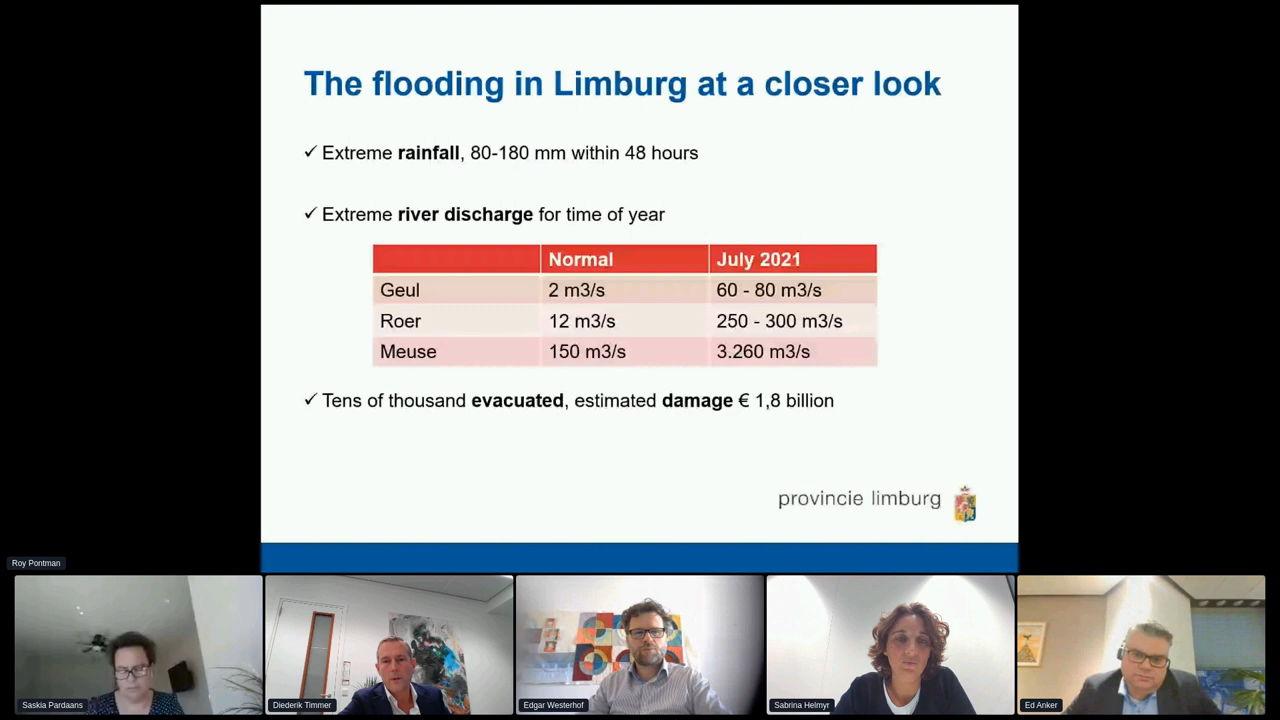 The flooding in Limburg at a closer look
✓ Extreme rainfall, 80-180 mm within 48 hours
✓ Extreme river discharge for time of year
Normal July 2021
Geul 2 m3/s 60 - 80 m3/s
Roer 12 m3/s 250 - 300 m3/s
Meuse 150 m3/s 3.260 m3/s
✓ Tens of thousand evacuated, estimated damage € 1,8 billion
provincie limburg
Roy Pontman
Saskia Pardaans
Diederik Timmer
Edgar Westerhof
Sabrina Helmyr
Ed Anker